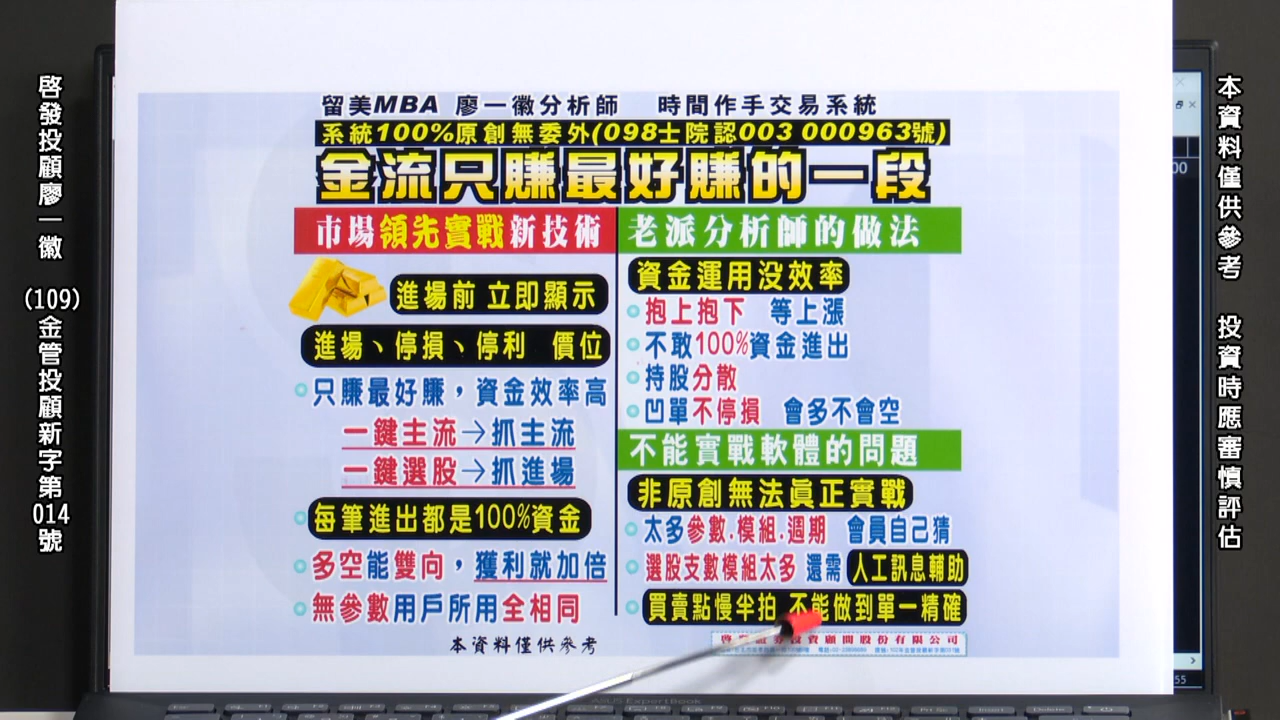 啓發投顧廖一徽 (109)金管投顧新字第014號
留美MBA 廖一徽分析師 時間作手交易系統
系統100%原創無委外(098士院認003 000963號)
金流只賺最好賺的一段
市場領先實戰新技術
進場前 立即顯示
進場、停損、停利 價位
只賺最好賺，資金效率高
一鍵主流→抓主流
一鍵選股→抓進場
每筆進出都是100%資金
多空能雙向，獲利就加倍
無參數用戶所用全相同
老派分析師的做法
資金運用沒效率
抱上抱下 等上漲
不敢100%資金進出
持股分散
凹單不停損 會多不會空
不能實戰軟體的問題
非原創無法真正實戰
太多參數.模組.週期 會員自己猜
選股支數模組太多 還需人工訊息輔助
買賣點慢半拍 不能做到單一精確
本資料僅供參考
本資料僅供參考 投資時應審慎評估
00
55
ASUS ExpertBook